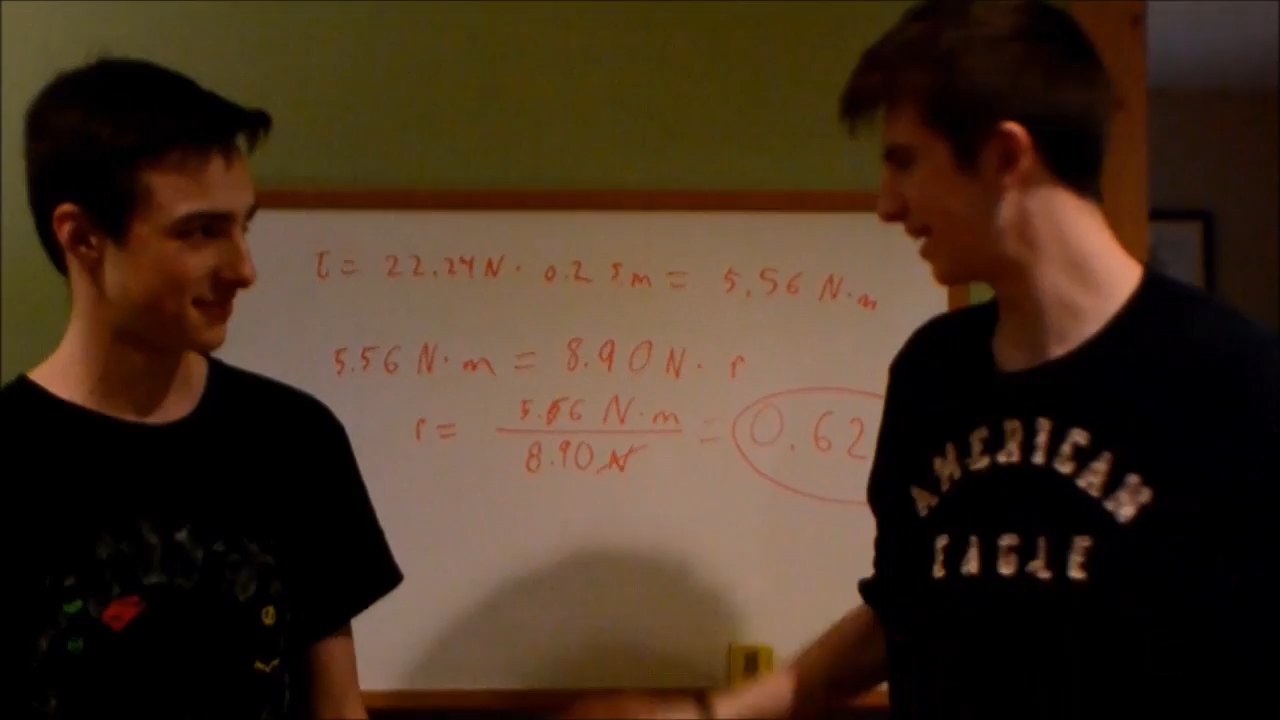 τ = 22.24 N · 0.25 m = 5.56 N·m
5.56 N·m = 8.90 N · r
r = 5.56 N·m / 8.90 N = 0.62
AMERICAN
EAGLE